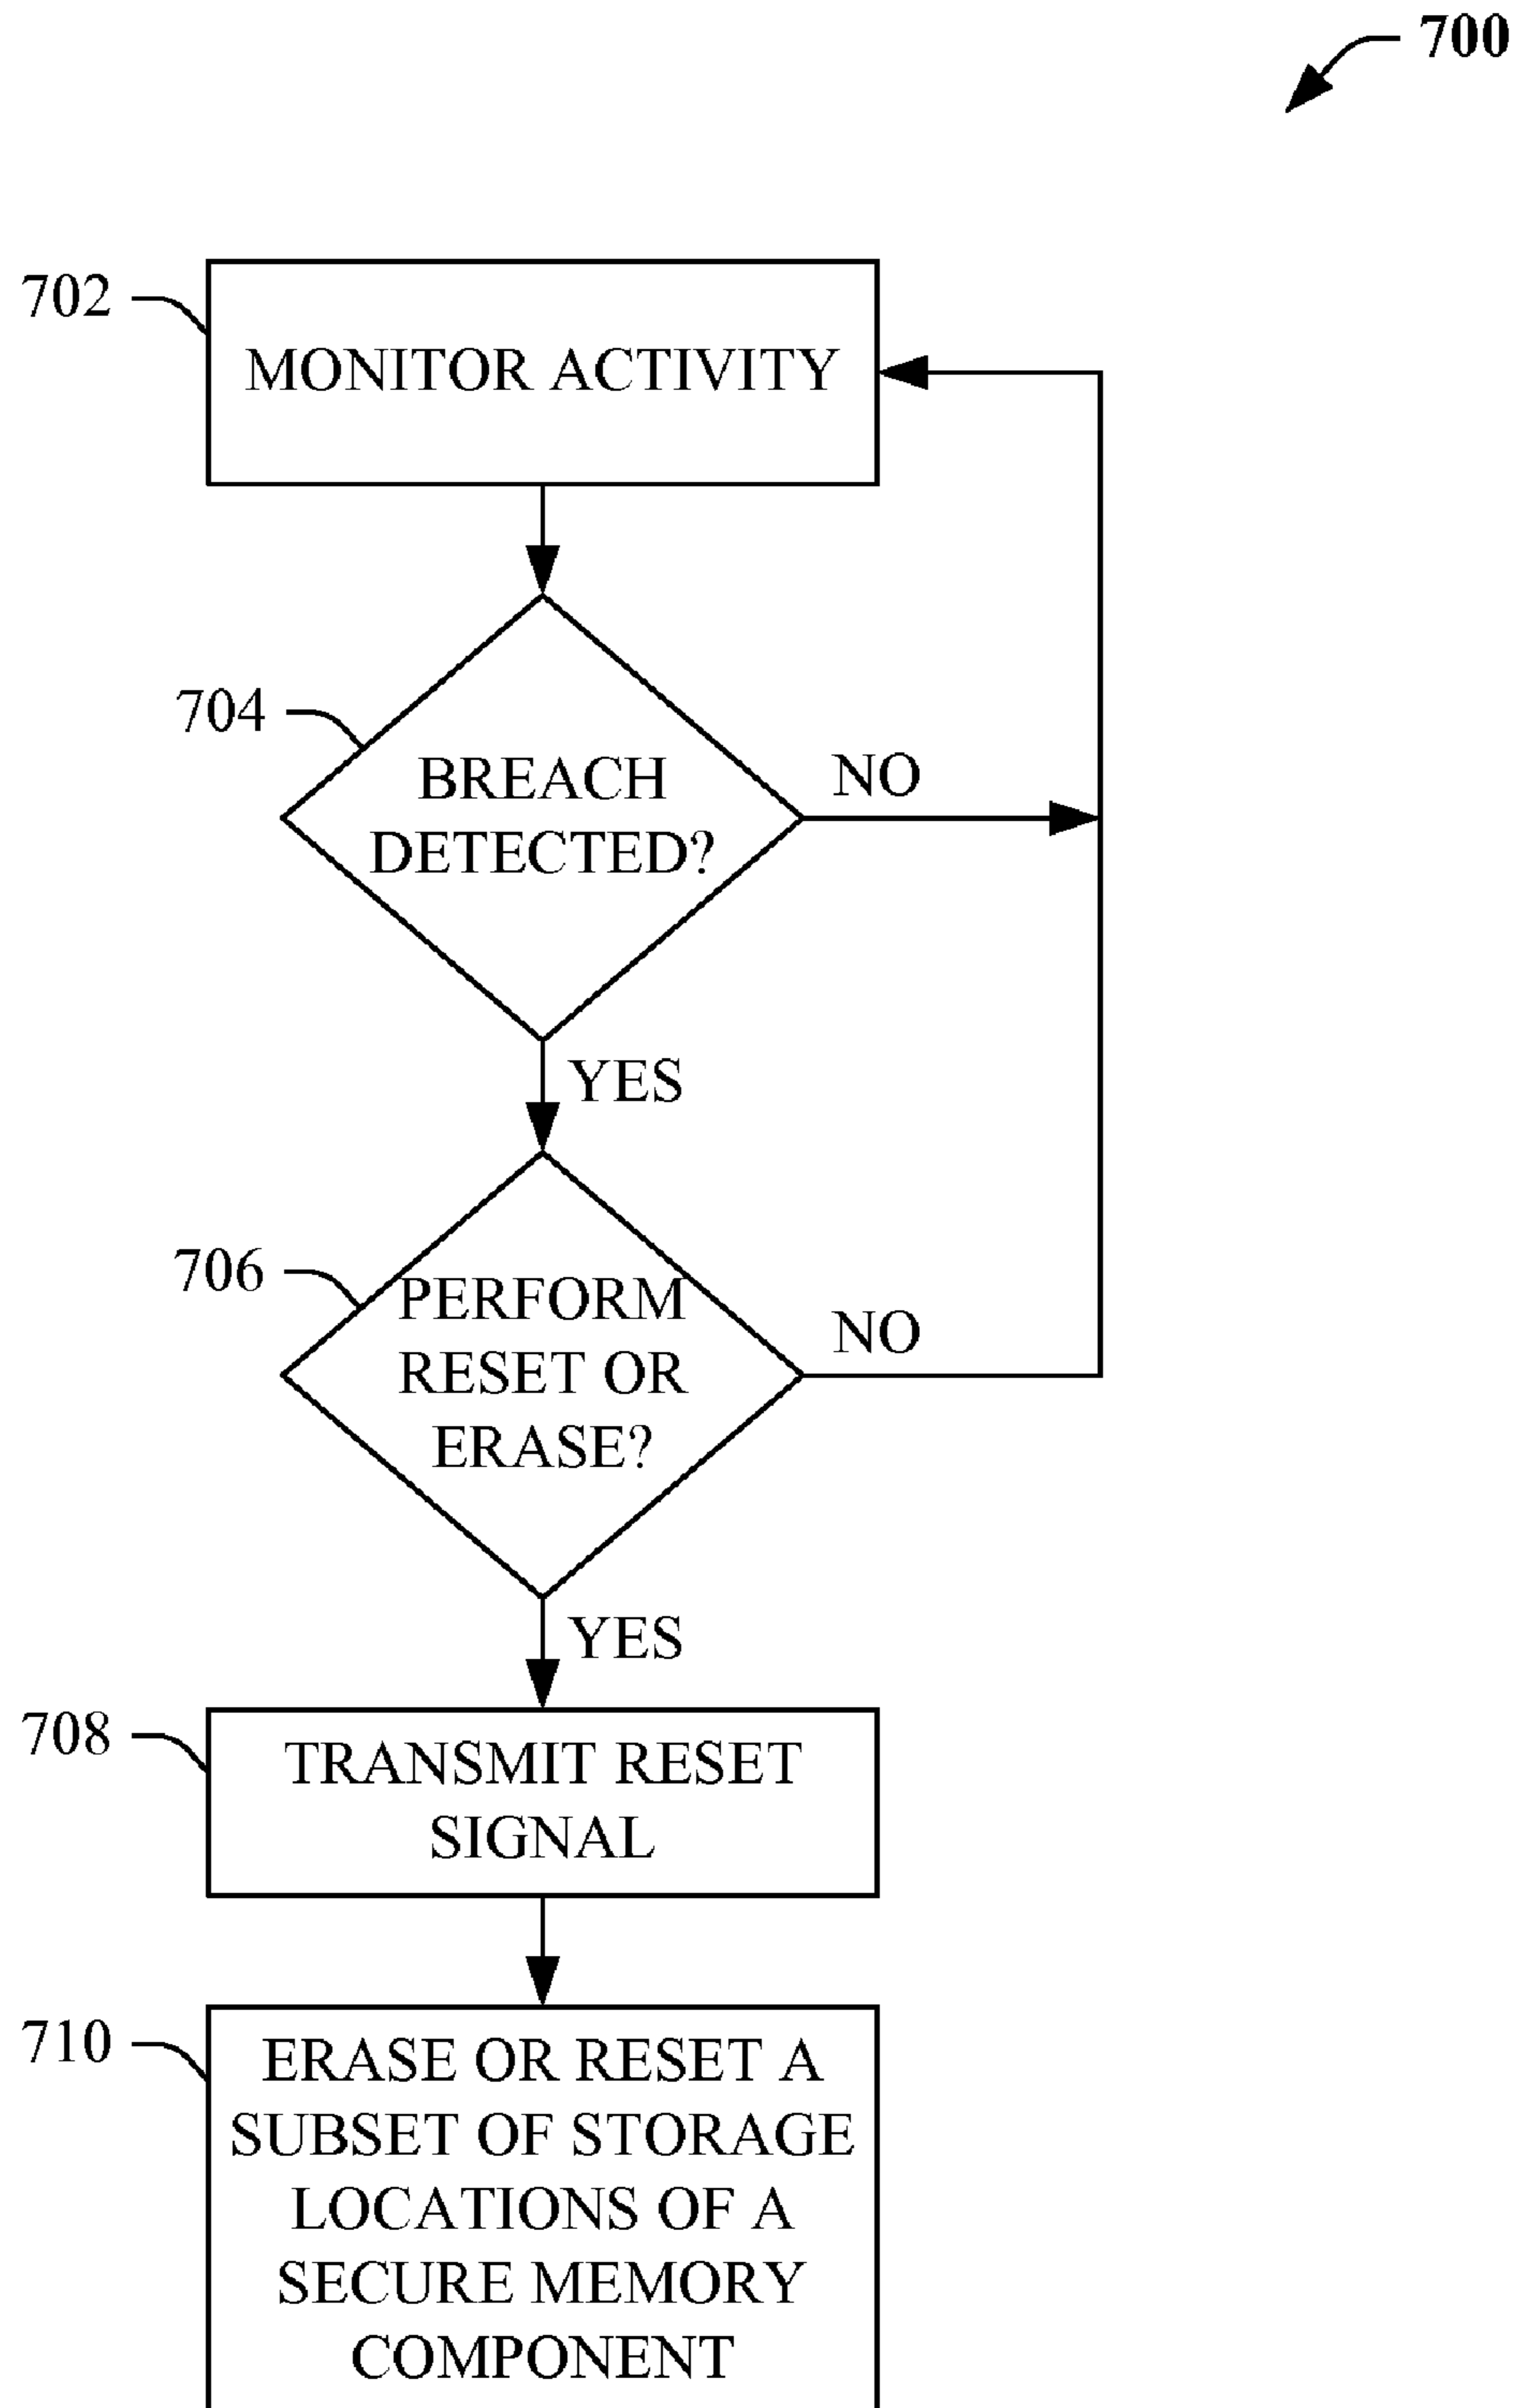 700
702
MONITOR ACTIVITY
704
BREACH
DETECTED?
NO
YES
706
PERFORM
RESET OR
ERASE?
NO
YES
708
TRANSMIT RESET
SIGNAL
710
ERASE OR RESET A
SUBSET OF STORAGE
LOCATIONS OF A
SECURE MEMORY
COMPONENT